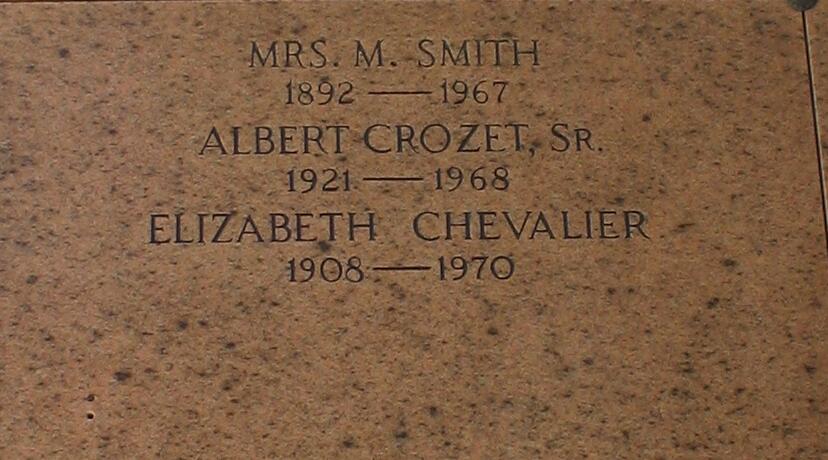 MRS. M. SMITH
1892 — 1967
ALBERT CROZET, SR.
1921 — 1968
ELIZABETH CHEVALIER
1908 — 1970